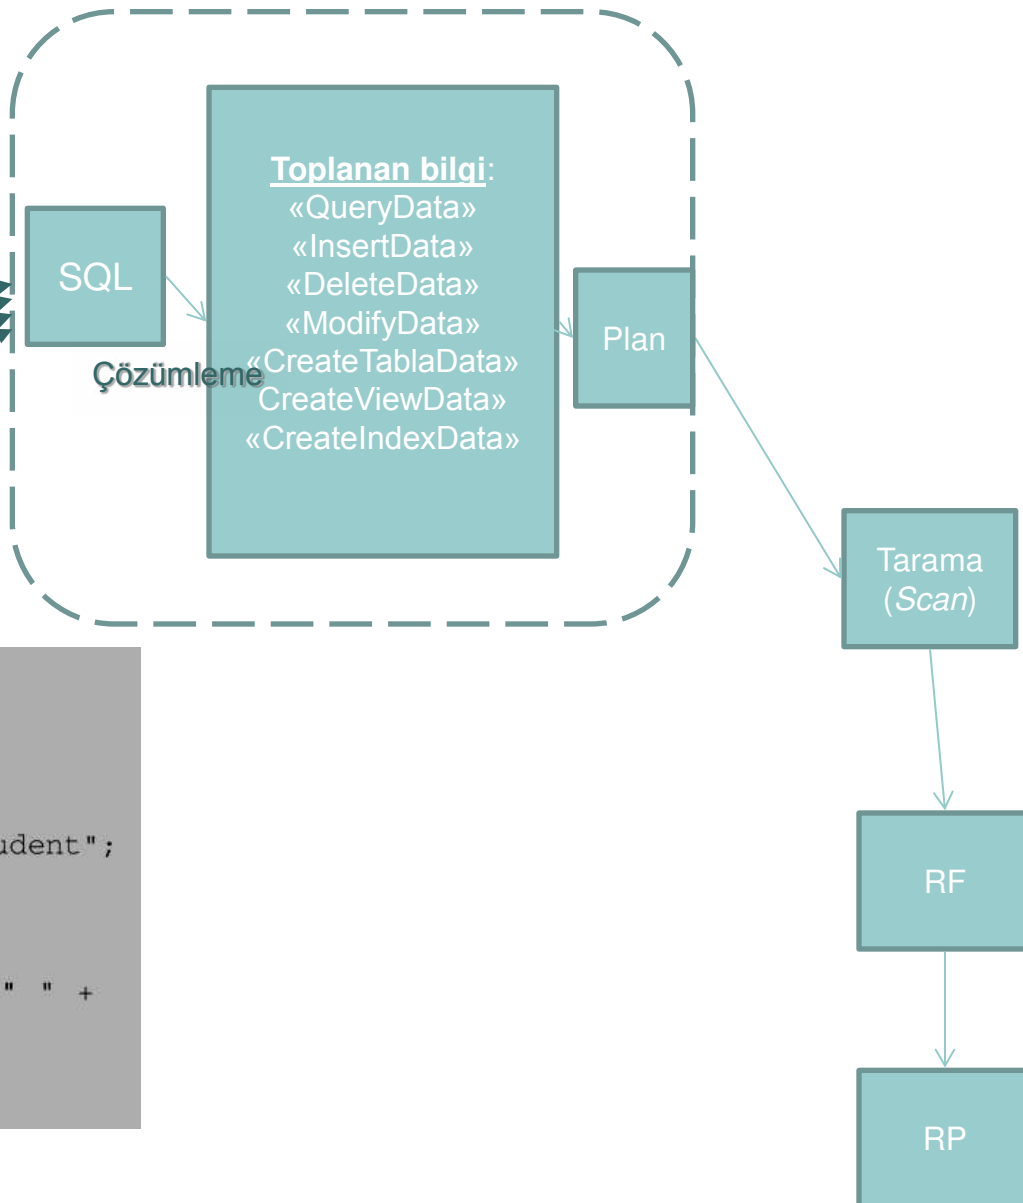 Toplanan bilgi:
«QueryData»
«InsertData»
«DeleteData»
«ModifyData»
«CreateTablaData»
CreateViewData»
«CreateIndexData»
SQL
Çözümleme
Plan
Tarama
(Scan)
RF
RP
udent";
" " +